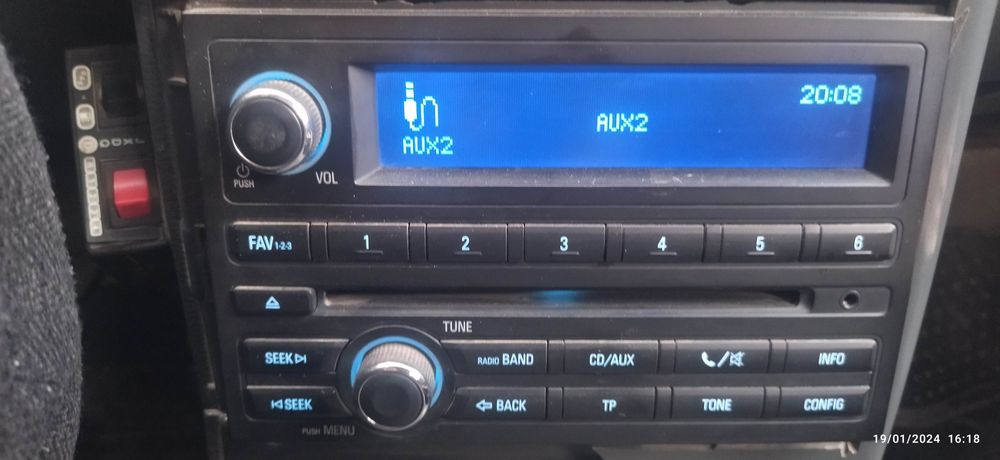 20:08
AUX2
AUX2
PUSH
VOL
FAV 1-2-3
1
2
3
4
5
6
TUNE
SEEK
RADIO BAND
CD/AUX
INFO
SEEK
BACK
TP
TONE
CONFIG
PUSH MENU
19/01/2024 16:18